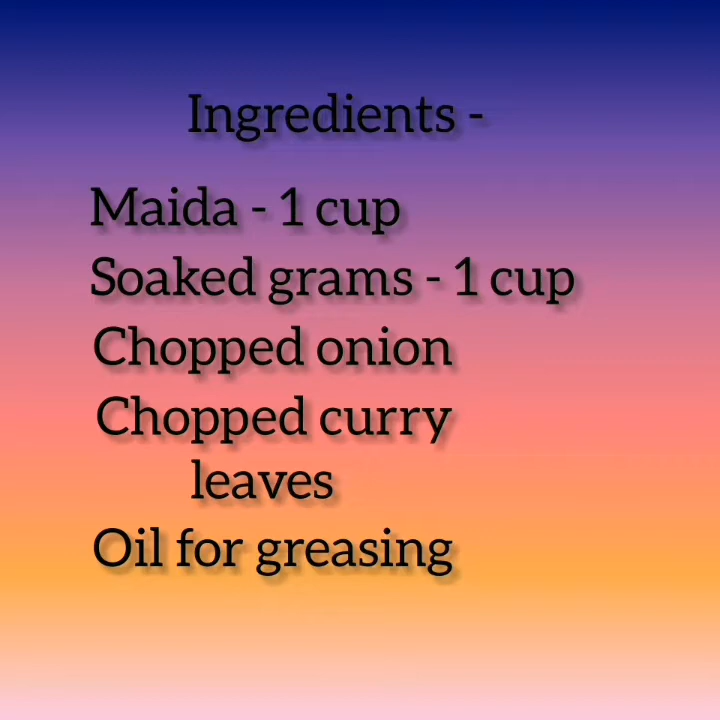 Ingredients -
Maida - 1 cup
Soaked grams - 1 cup
Chopped onion
Chopped curry
leaves
Oil for greasing